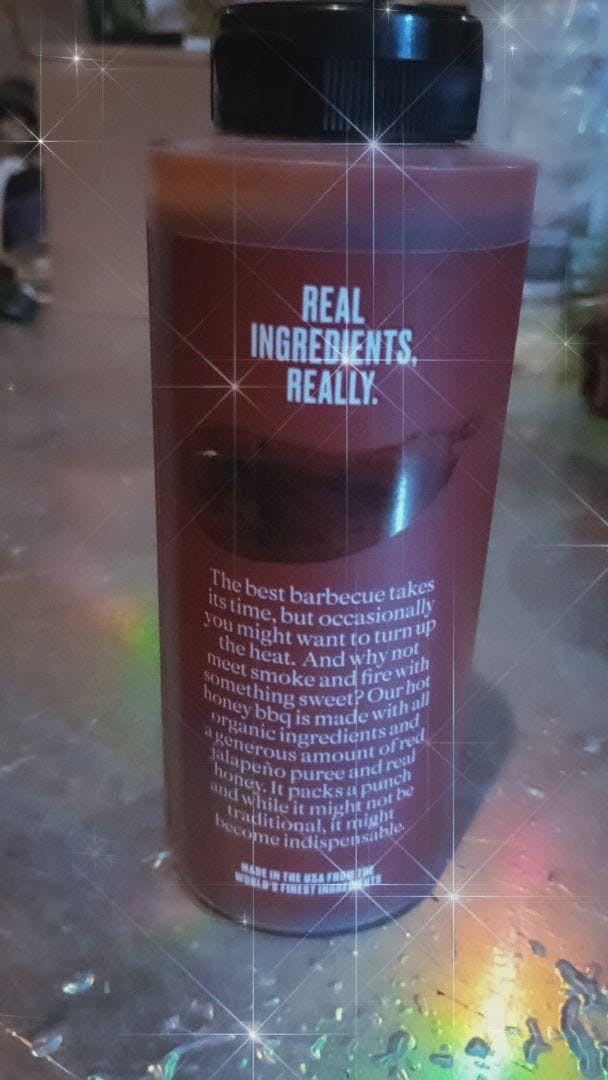 REAL
INGREDIENTS,
REALLY.
The best barbecue takes
its time, but occasionally
you might want to turn up
the heat. And why not
meet smoke and fire with
something sweet? Our hot
honey bbq is made with all
organic ingredients and
a generous amount of red
jalapeño puree and real
honey. It packs a punch
and while it might not be
traditional, it might
become indispensable.
MADE IN THE USA FROM THE
WORLD'S FINEST INGREDIENTS